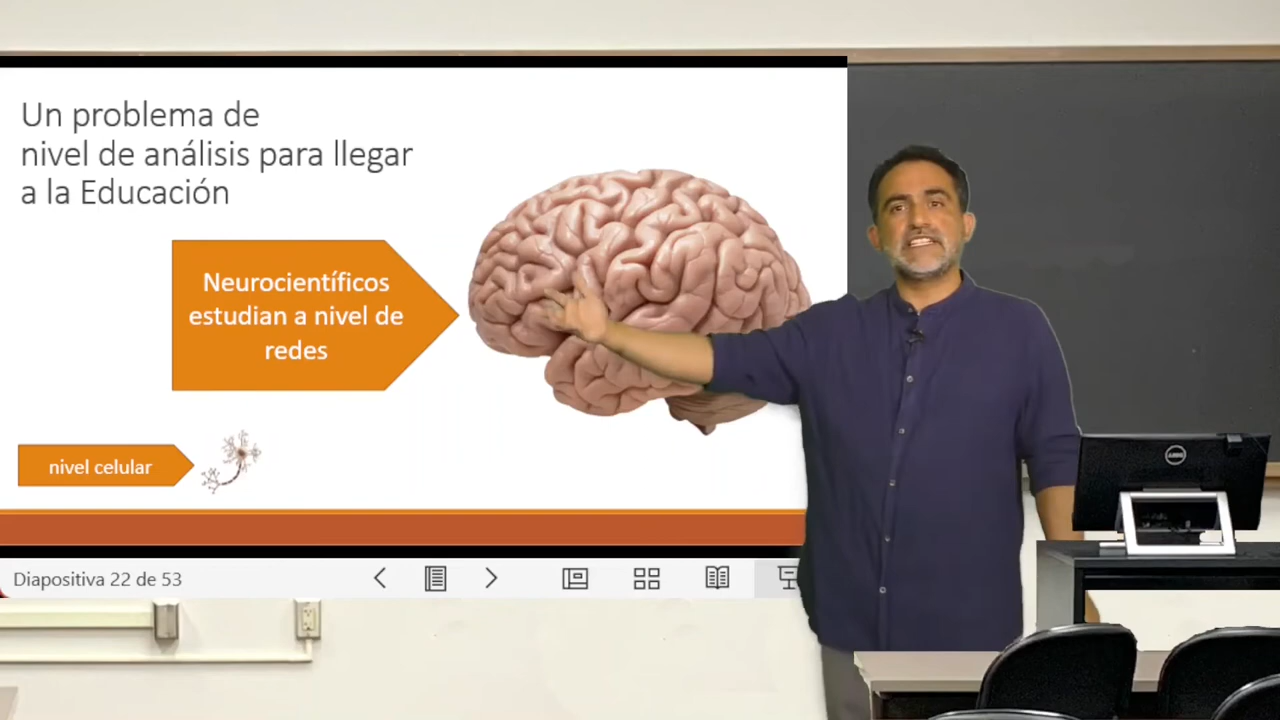 Un problema de
nivel de análisis para llegar
a la Educación
Neurocientíficos
estudian a nivel de
redes
nivel celular
Diapositiva 22 de 53
DELL